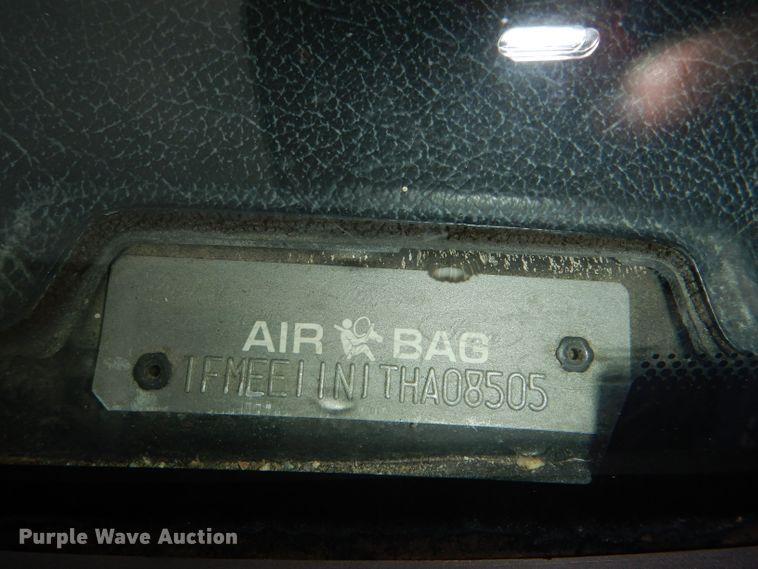 AIR BAG
1FMEE11N1THA08505
Purple Wave Auction